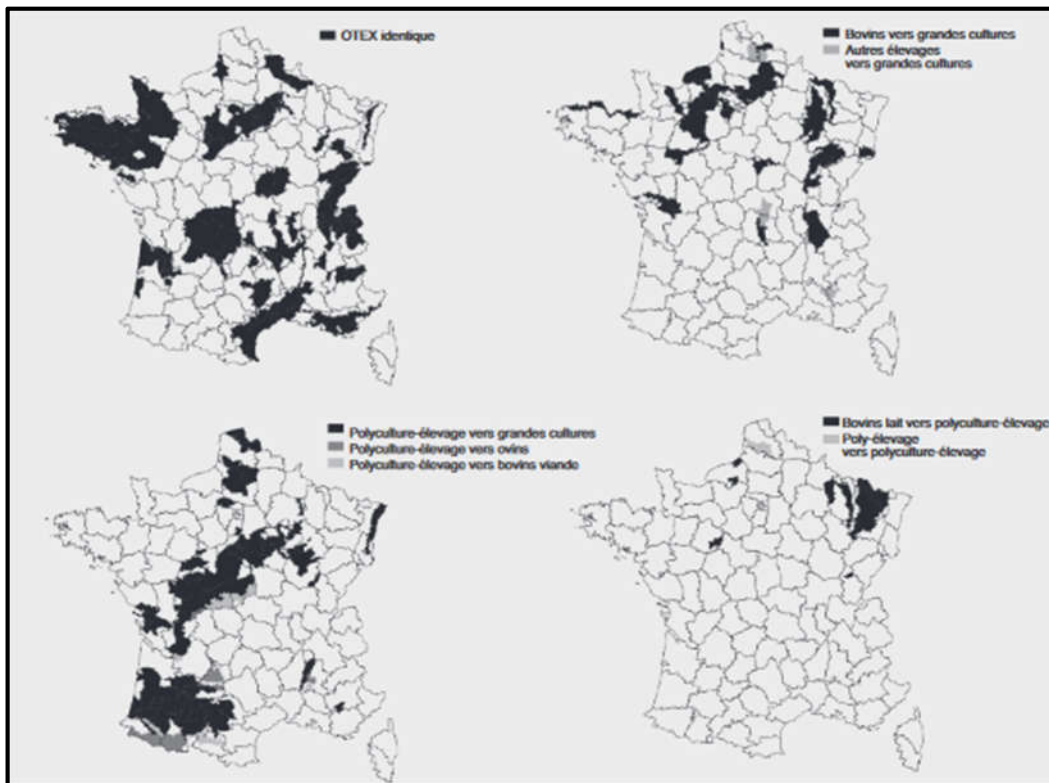 OTEX identique
Bovins vers grandes cultures
Autres élevages
vers grandes cultures
Polyculture-élevage vers grandes cultures
Polyculture-élevage vers ovins
Polyculture-élevage vers bovins viande
Bovins lait vers polyculture-élevage
Poly-élevage
vers polyculture-élevage